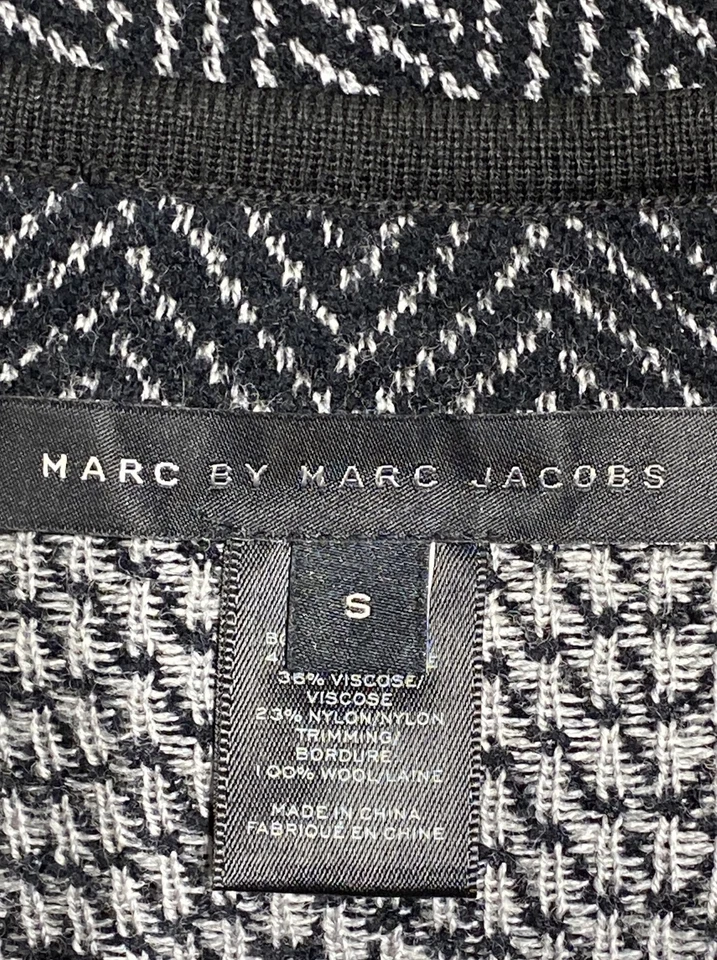 MARC BY MARC JACOBS
S
36% VISCOSE/
VISCOSE
23% NYLON/NYLON
TRIMMING/
BORDURE
100% WOOL/LAINE
MADE IN CHINA
FABRIQUÉ EN CHINE